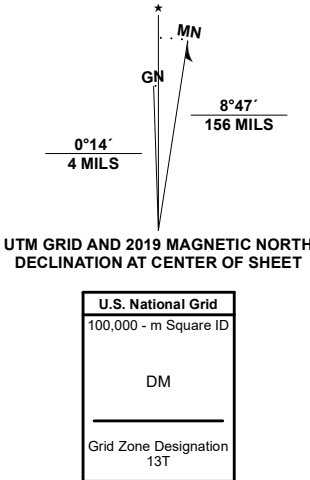 ★
MN
GN
8°47´
156 MILS
0°14´
4 MILS
UTM GRID AND 2019 MAGNETIC NORTH
DECLINATION AT CENTER OF SHEET
U.S. National Grid
100,000 - m Square ID
DM
Grid Zone Designation
13T